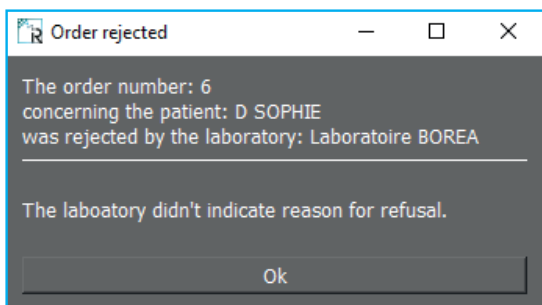 Order rejected
The order number: 6
concerning the patient: D SOPHIE
was rejected by the laboratory: Laboratoire BOREA
The laboatory didn't indicate reason for refusal.
Ok